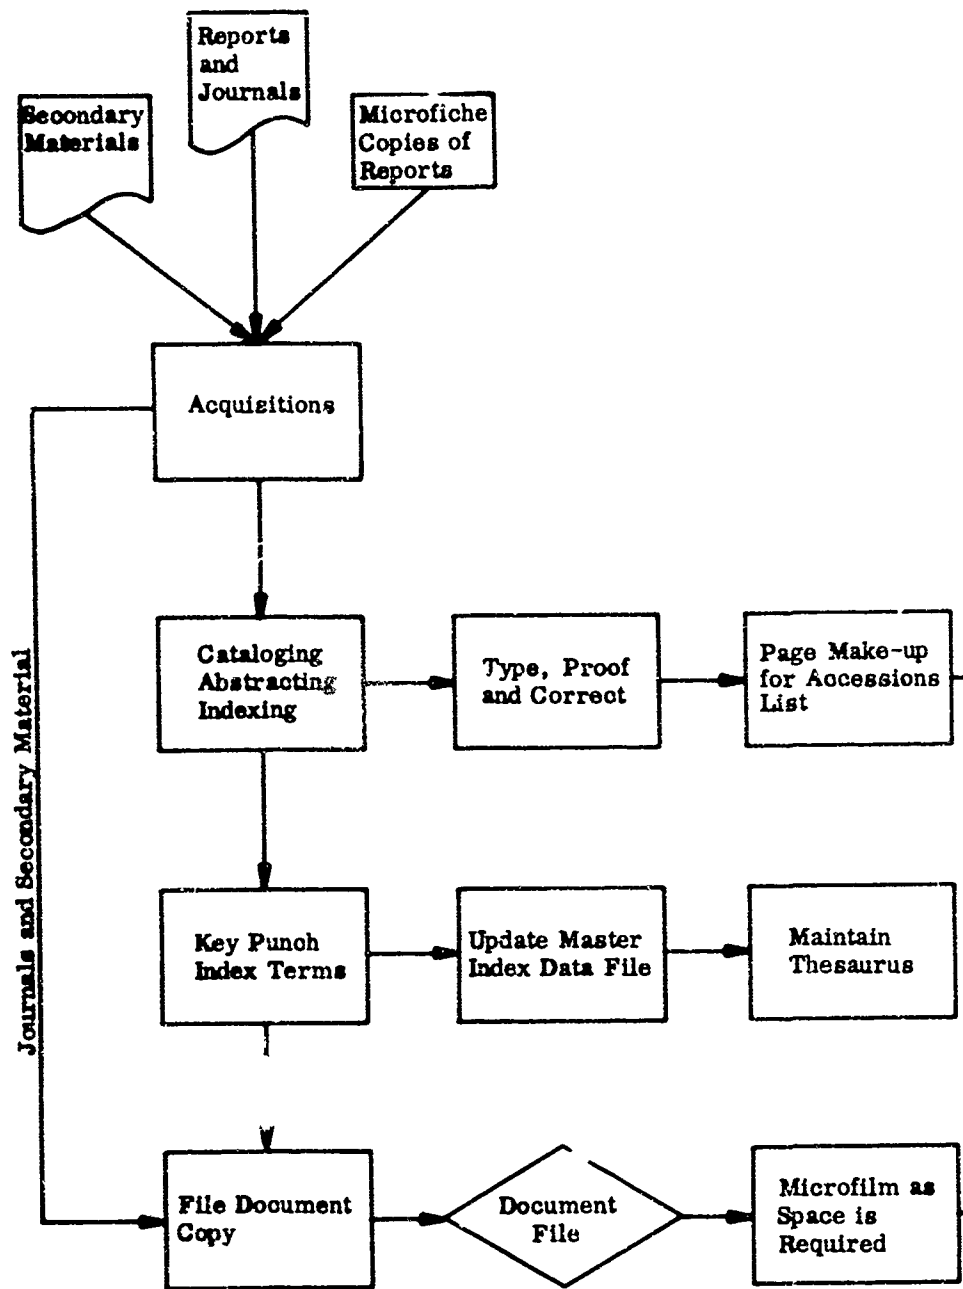 Reports
and
Journals
Secondary
Materials
Microfiche
Copies of
Reports
Acquisitions
Journals and Secondary Material
Cataloging
Abstracting
Indexing
Type, Proof
and Correct
Page Make-up
for Accessions
List
Key Punch
Index Terms
Update Master
Index Data File
Maintain
Thesaurus
File Document
Copy
Document
File
Microfilm as
Space is
Required